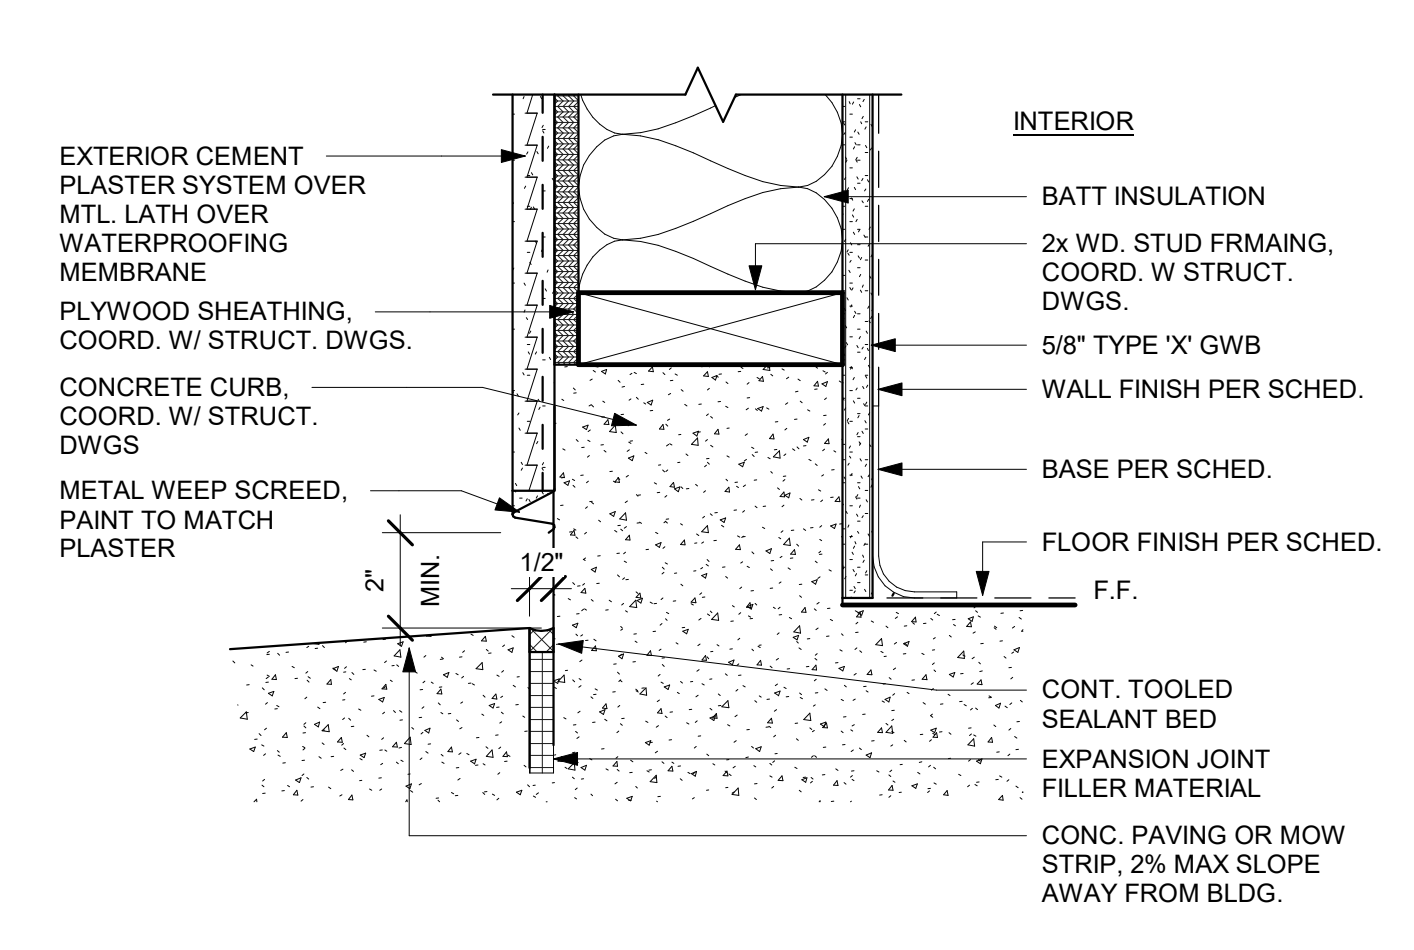 EXTERIOR CEMENT
PLASTER SYSTEM OVER
MTL. LATH OVER
WATERPROOFING
MEMBRANE
PLYWOOD SHEATHING,
COORD. W/ STRUCT. DWGS.
CONCRETE CURB,
COORD. W/ STRUCT.
DWGS
METAL WEEP SCREED,
PAINT TO MATCH
PLASTER
2"
MIN.
1/2"
INTERIOR
BATT INSULATION
2x WD. STUD FRMAING,
COORD. W STRUCT.
DWGS.
5/8" TYPE 'X' GWB
WALL FINISH PER SCHED.
BASE PER SCHED.
FLOOR FINISH PER SCHED.
F.F.
CONT. TOOLED
SEALANT BED
EXPANSION JOINT
FILLER MATERIAL
CONC. PAVING OR MOW
STRIP, 2% MAX SLOPE
AWAY FROM BLDG.